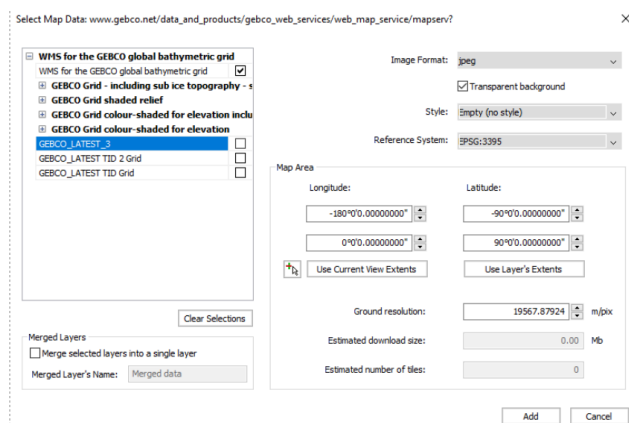 Select Map Data: www.gebco.net/data_and_products/gebco_web_services/web_map_service/mapserv?
WMS for the GEBCO global bathymetric grid
WMS for the GEBCO global bathymetric grid
GEBCO Grid - including sub ice topography - s
GEBCO Grid shaded relief
GEBCO Grid colour-shaded for elevation inclu
GEBCO Grid colour-shaded for elevation
GEBCO_LATEST_3
GEBCO_LATEST TID 2 Grid
GEBCO_LATEST TID Grid
Clear Selections
Merged Layers
Merge selected layers into a single layer
Merged Layer's Name: Merged data
Image Format: jpeg
Transparent background
Style: Empty (no style)
Reference System: EPSG:3395
Map Area
Longitude: Latitude:
-180°0'0.00000000" -90°0'0.00000000"
0°0'0.00000000" 90°0'0.00000000"
Use Current View Extents Use Layer's Extents
Ground resolution: 19567.87924 m/pix
Estimated download size: 0.00 Mb
Estimated number of tiles: 0
Add Cancel